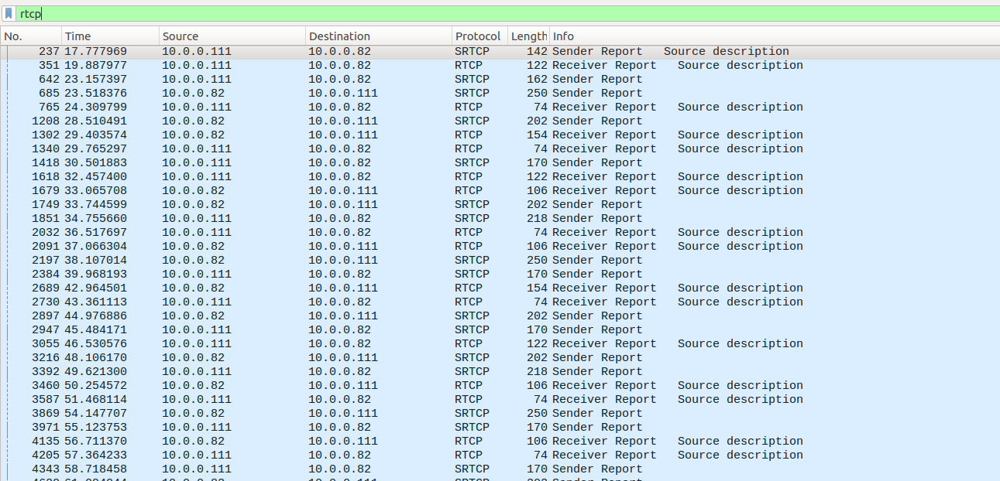 rtcp
No. Time Source Destination Protocol Length Info
237 17.777969 10.0.0.111 10.0.0.82 SRTCP 142 Sender Report Source description
351 19.887977 10.0.0.111 10.0.0.82 RTCP 122 Receiver Report Source description
642 23.157397 10.0.0.111 10.0.0.82 SRTCP 162 Sender Report
685 23.518376 10.0.0.82 10.0.0.111 SRTCP 250 Sender Report
765 24.309799 10.0.0.111 10.0.0.82 RTCP 74 Receiver Report Source description
1208 28.510491 10.0.0.82 10.0.0.111 SRTCP 202 Sender Report
1302 29.403574 10.0.0.82 10.0.0.111 RTCP 154 Receiver Report Source description
1340 29.765297 10.0.0.111 10.0.0.82 RTCP 74 Receiver Report Source description
1418 30.501883 10.0.0.111 10.0.0.82 SRTCP 170 Sender Report
1618 32.457400 10.0.0.111 10.0.0.82 RTCP 122 Receiver Report Source description
1679 33.065708 10.0.0.82 10.0.0.111 RTCP 106 Receiver Report Source description
1749 33.744599 10.0.0.82 10.0.0.111 SRTCP 202 Sender Report
1851 34.755660 10.0.0.111 10.0.0.82 SRTCP 218 Sender Report
2032 36.517697 10.0.0.111 10.0.0.82 RTCP 74 Receiver Report Source description
2091 37.066304 10.0.0.82 10.0.0.111 RTCP 106 Receiver Report Source description
2197 38.107014 10.0.0.82 10.0.0.111 SRTCP 250 Sender Report
2384 39.968193 10.0.0.111 10.0.0.82 SRTCP 170 Sender Report
2689 42.964501 10.0.0.82 10.0.0.111 RTCP 154 Receiver Report Source description
2730 43.361113 10.0.0.111 10.0.0.82 RTCP 74 Receiver Report Source description
2897 44.976886 10.0.0.82 10.0.0.111 SRTCP 202 Sender Report
2947 45.484171 10.0.0.111 10.0.0.82 SRTCP 170 Sender Report
3055 46.530576 10.0.0.111 10.0.0.82 RTCP 122 Receiver Report Source description
3216 48.106170 10.0.0.82 10.0.0.111 SRTCP 202 Sender Report
3392 49.621300 10.0.0.111 10.0.0.82 SRTCP 218 Sender Report
3460 50.254572 10.0.0.82 10.0.0.111 RTCP 106 Receiver Report Source description
3587 51.468114 10.0.0.111 10.0.0.82 RTCP 74 Receiver Report Source description
3869 54.147707 10.0.0.82 10.0.0.111 SRTCP 250 Sender Report
3971 55.123753 10.0.0.111 10.0.0.82 SRTCP 170 Sender Report
4135 56.711370 10.0.0.82 10.0.0.111 RTCP 106 Receiver Report Source description
4205 57.364233 10.0.0.111 10.0.0.82 RTCP 74 Receiver Report Source description
4343 58.718458 10.0.0.111 10.0.0.82 SRTCP 170 Sender Report